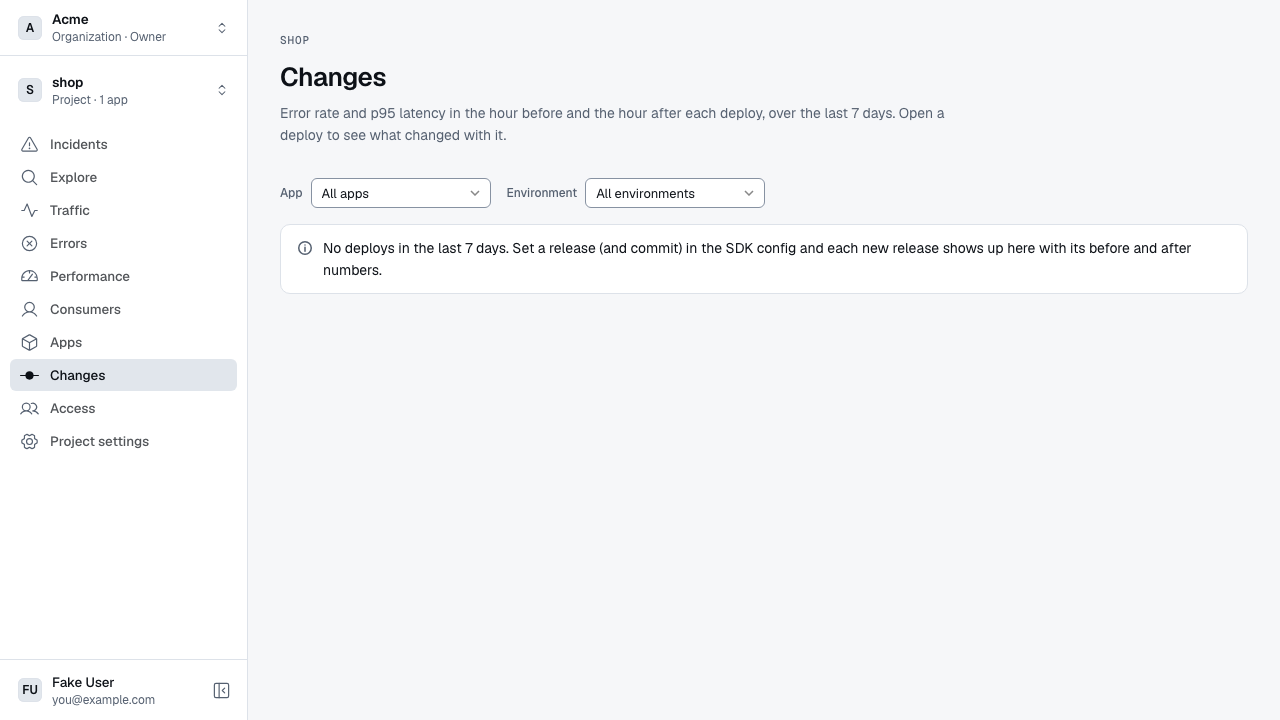 A
Acme
Organization · Owner
S
shop
Project · 1 app
Incidents
Explore
Traffic
Errors
Performance
Consumers
Apps
Changes
Access
Project settings
FU
Fake User
you@example.com
SHOP
Changes
Error rate and p95 latency in the hour before and the hour after each deploy, over the last 7 days. Open a
deploy to see what changed with it.
App
All apps
Environment
All environments
No deploys in the last 7 days. Set a release (and commit) in the SDK config and each new release shows up here with its before and after
numbers.